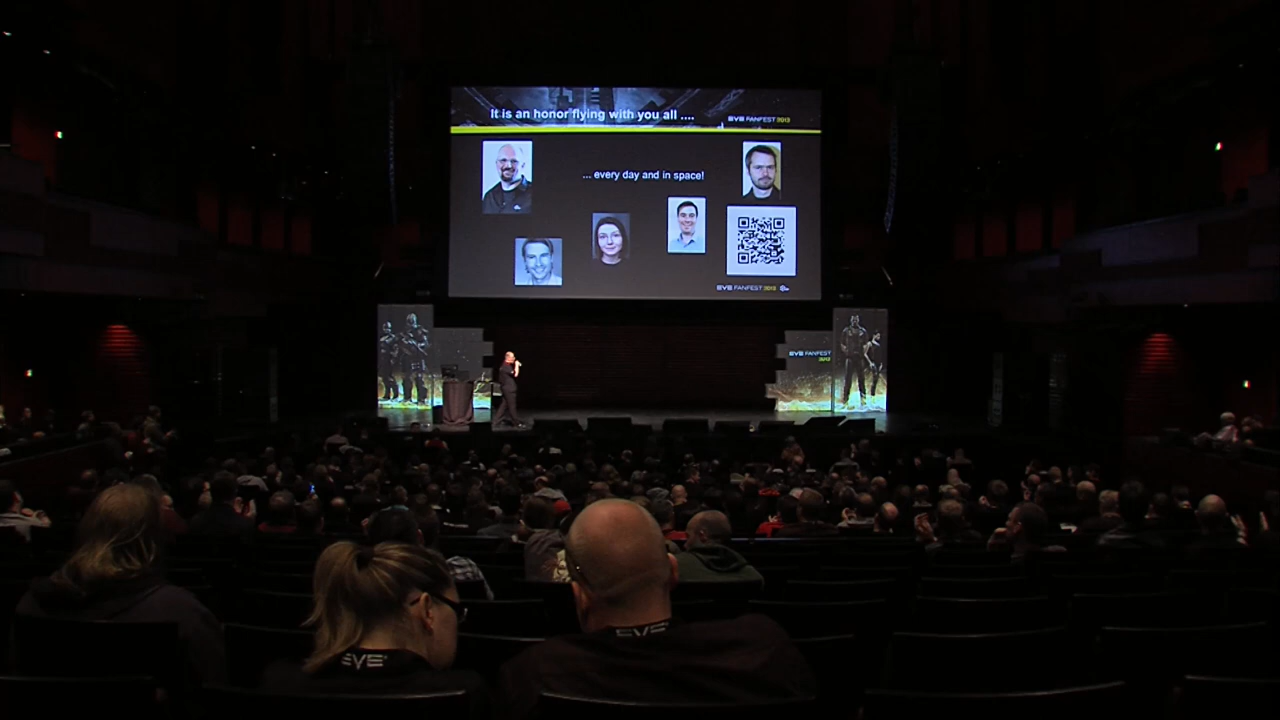 It is an honor flying with you all ....
EVE FANFEST 2013
... every day and in space!
EVE FANFEST 2013
EVE FANFEST
2013
EVE
EVE